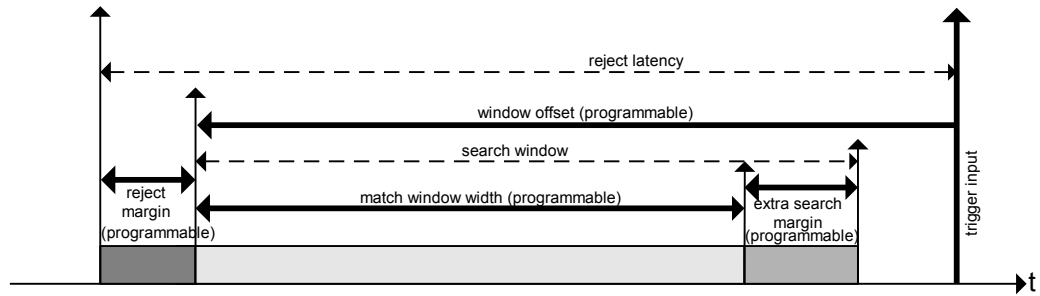 reject latency
window offset (programmable)
search window
reject
margin
(programmable)
match window width (programmable)
extra search
margin
(programmable)
trigger input
t